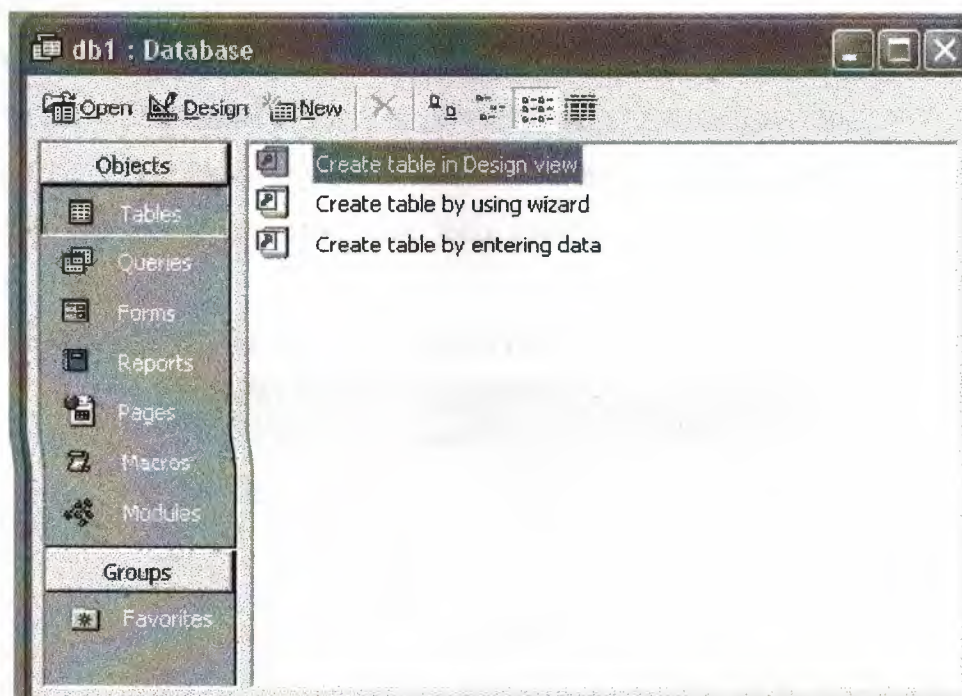 db1 : Database
Open Design New
Objects
Tables
Queries
Forms
Reports
Pages
Macros
Modules
Groups
Favorites
Create table in Design view
Create table by using wizard
Create table by entering data